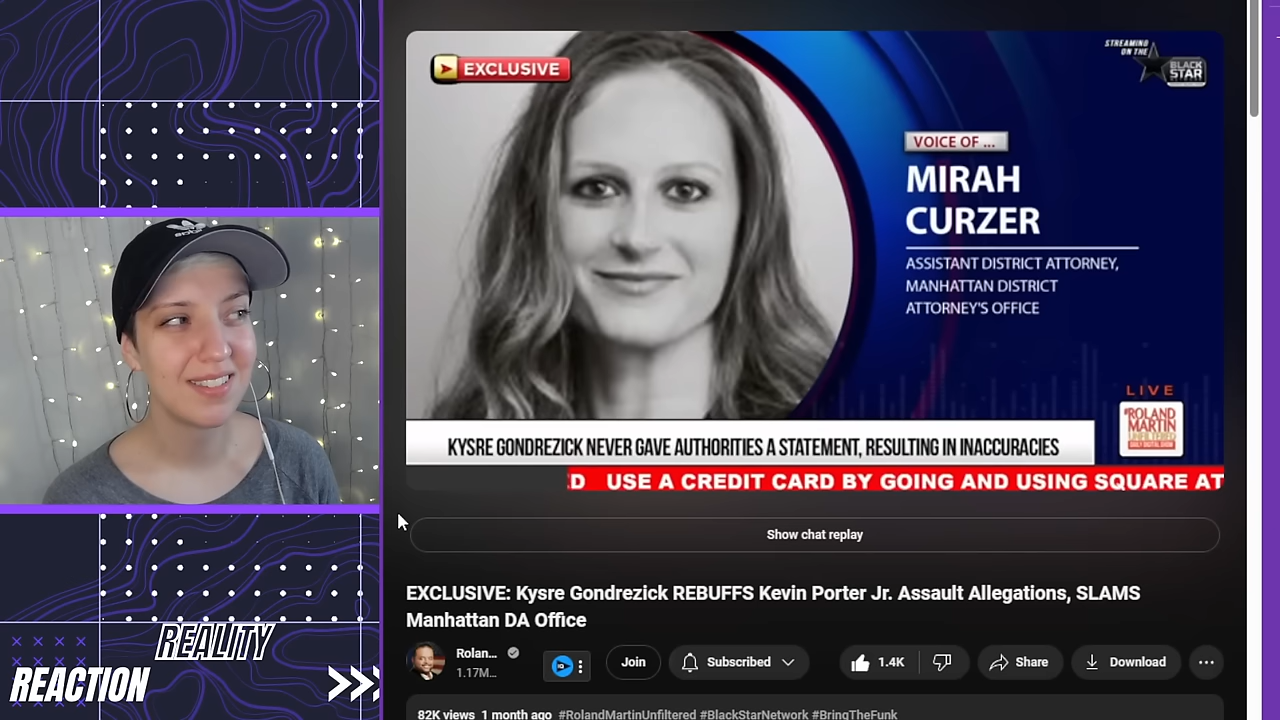 EXCLUSIVE
STREAMING
ON THE
BLACK
STAR
VOICE OF ...
MIRAH
CURZER
ASSISTANT DISTRICT ATTORNEY,
MANHATTAN DISTRICT
ATTORNEY'S OFFICE
LIVE
#ROLAND
MARTIN
UNFILTERED
DAILY DIGITAL SHOW
KYSRE GONDREZICK NEVER GAVE AUTHORITIES A STATEMENT, RESULTING IN INACCURACIES
D USE A CREDIT CARD BY GOING AND USING SQUARE AT
Show chat replay
EXCLUSIVE: Kysre Gondrezick REBUFFS Kevin Porter Jr. Assault Allegations, SLAMS
Manhattan DA Office
Rolan...
1.17M...
Join
Subscribed
1.4K
Share
Download
82K views 1 month ago #RolandMartinUnfiltered #BlackStarNetwork #BringTheFunk
REALITY
REACTION